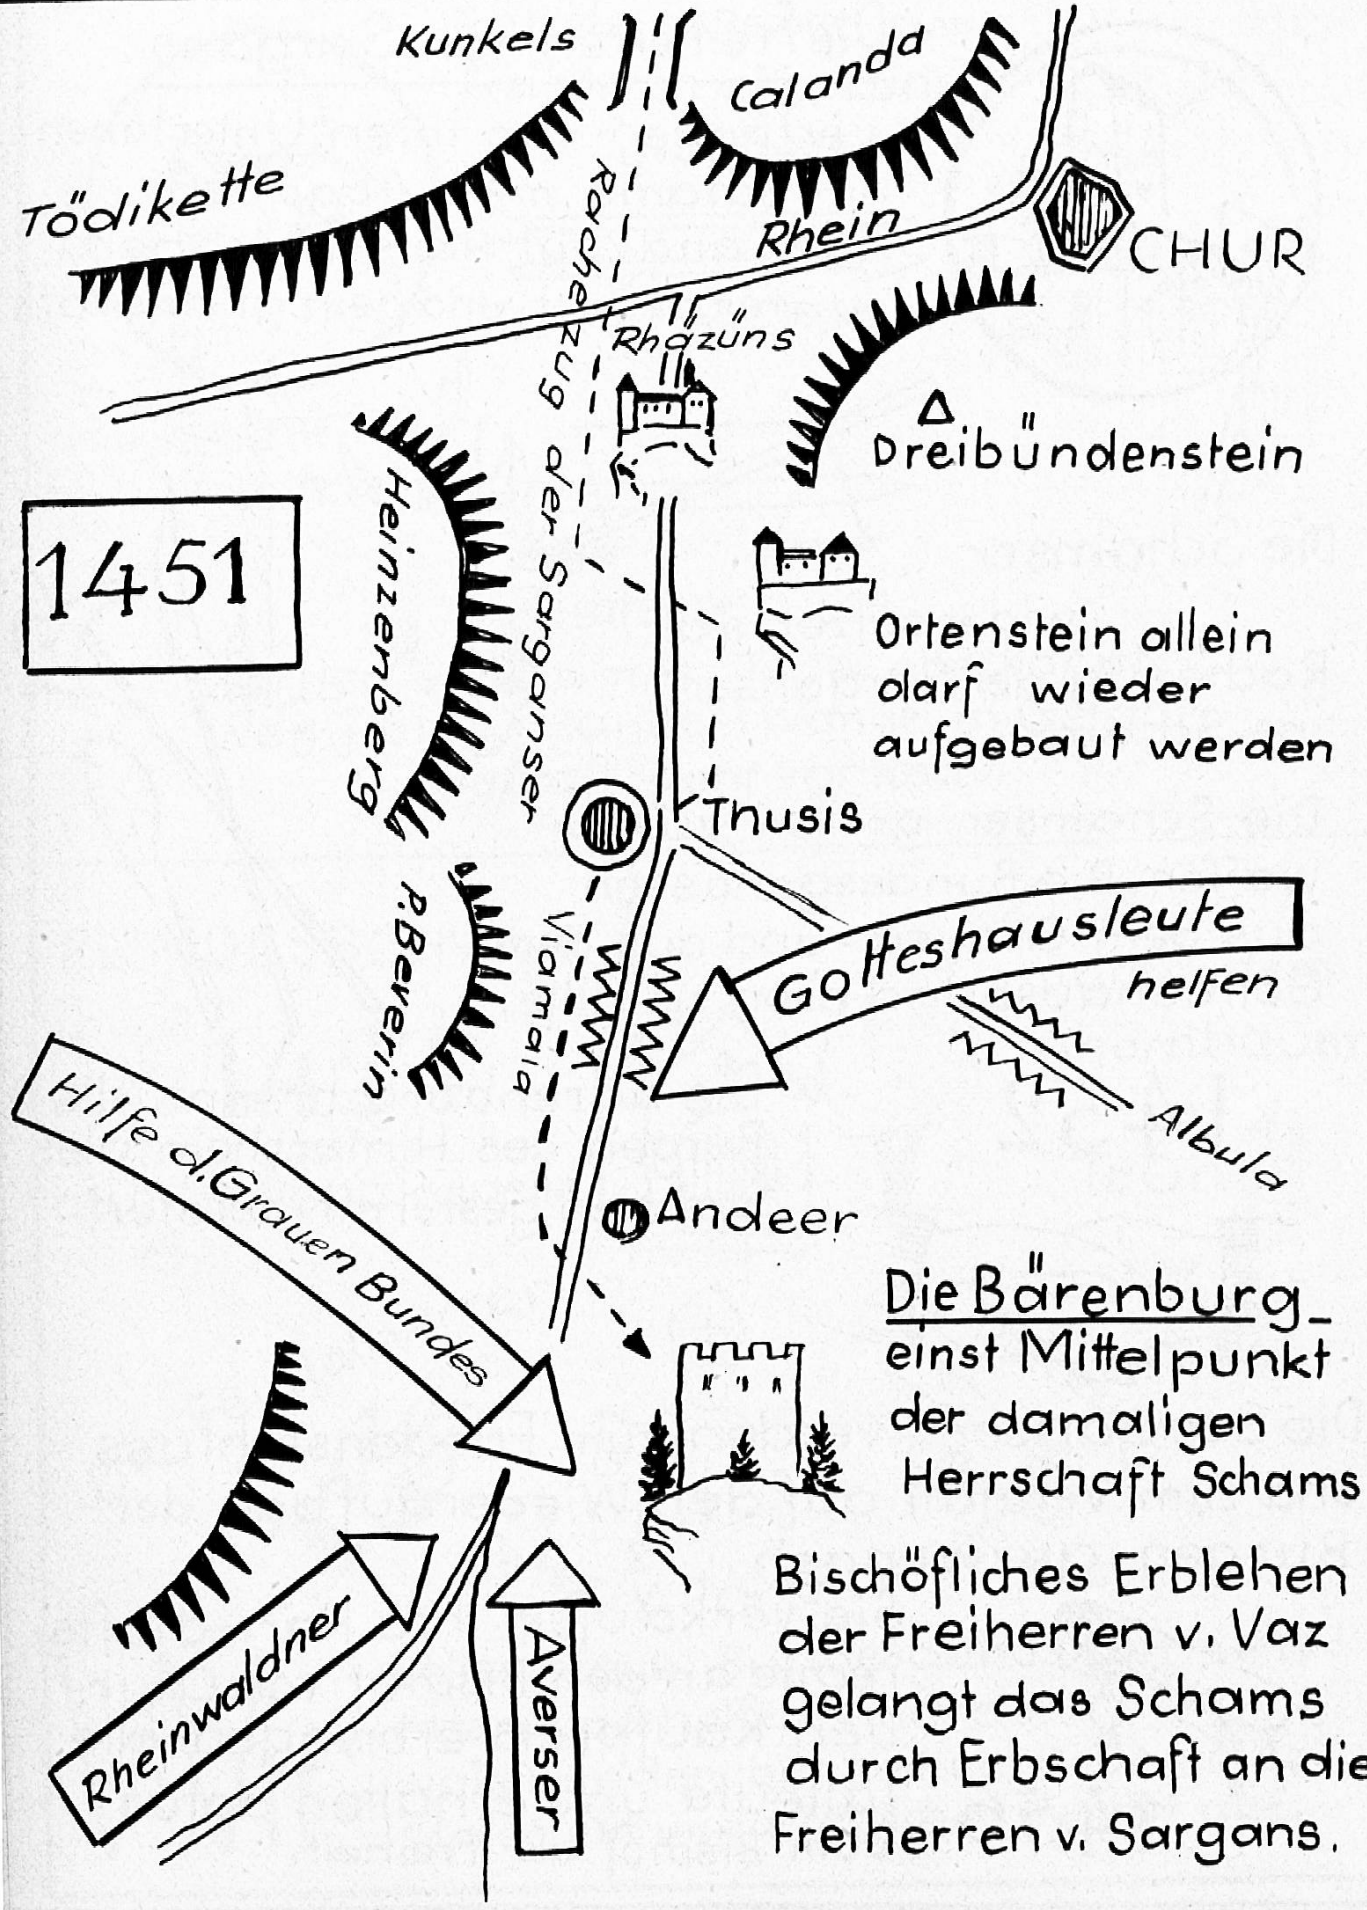 Kunkels
Calanda
Tödikette
Rhein
CHUR
Rachezug der Sarganser
Rhäzüns
Dreibündenstein
Heinzenberg
1451
Ortenstein allein
darf wieder
aufgebaut werden
Thusis
P. Beverin
Viamala
Gotteshausleute
helfen
Albula
Hilfe d. Grauen Bundes
Andeer
Die Bärenburg
einst Mittelpunkt
der damaligen
Herrschaft Schams
Rheinwaldner
Averser
Bischöfliches Erblehen
der Freiherren v. Vaz
gelangt das Schams
durch Erbschaft an die
Freiherren v. Sargans.